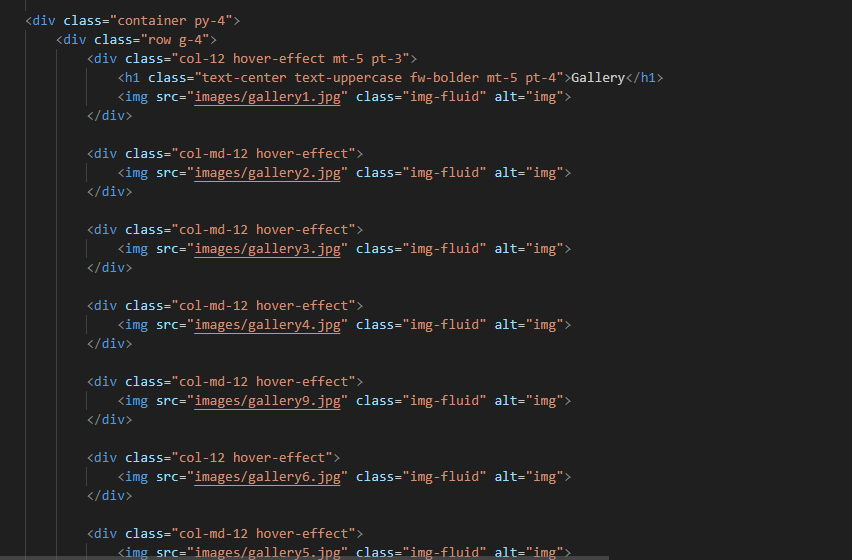 <div class="container py-4">
<div class="row g-4">
<div class="col-12 hover-effect mt-5 pt-3">
<h1 class="text-center text-uppercase fw-bolder mt-5 pt-4">Gallery</h1>
<img src="images/gallery1.jpg" class="img-fluid" alt="img">
</div>
<div class="col-md-12 hover-effect">
<img src="images/gallery2.jpg" class="img-fluid" alt="img">
</div>
<div class="col-md-12 hover-effect">
<img src="images/gallery3.jpg" class="img-fluid" alt="img">
</div>
<div class="col-md-12 hover-effect">
<img src="images/gallery4.jpg" class="img-fluid" alt="img">
</div>
<div class="col-md-12 hover-effect">
<img src="images/gallery9.jpg" class="img-fluid" alt="img">
</div>
<div class="col-12 hover-effect">
<img src="images/gallery6.jpg" class="img-fluid" alt="img">
</div>
<div class="col-md-12 hover-effect">
<img src="images/gallery5.jpg" class="img-fluid" alt="img">